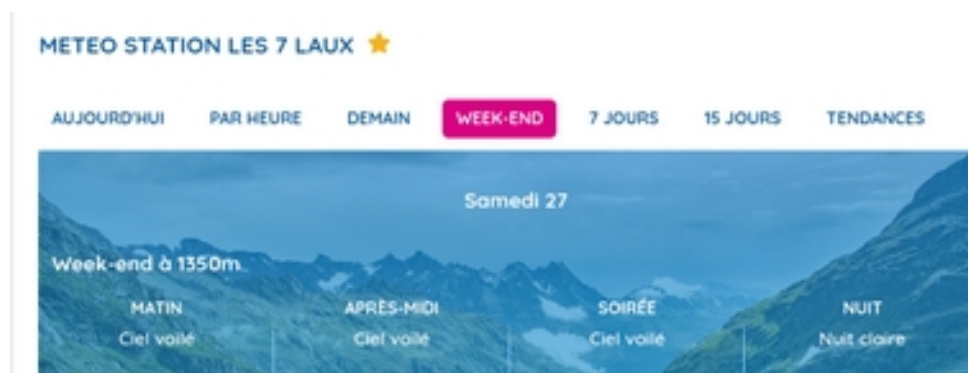 METEO STATION LES 7 LAUX
AUJOURD'HUI PAR HEURE DEMAIN WEEK-END 7 JOURS 15 JOURS TENDANCES
Samedi 27
Week-end à 1350m
MATIN APRÈS-MIDI SOIRÉE NUIT
Ciel voilé Ciel voilé Ciel voilé Nuit claire